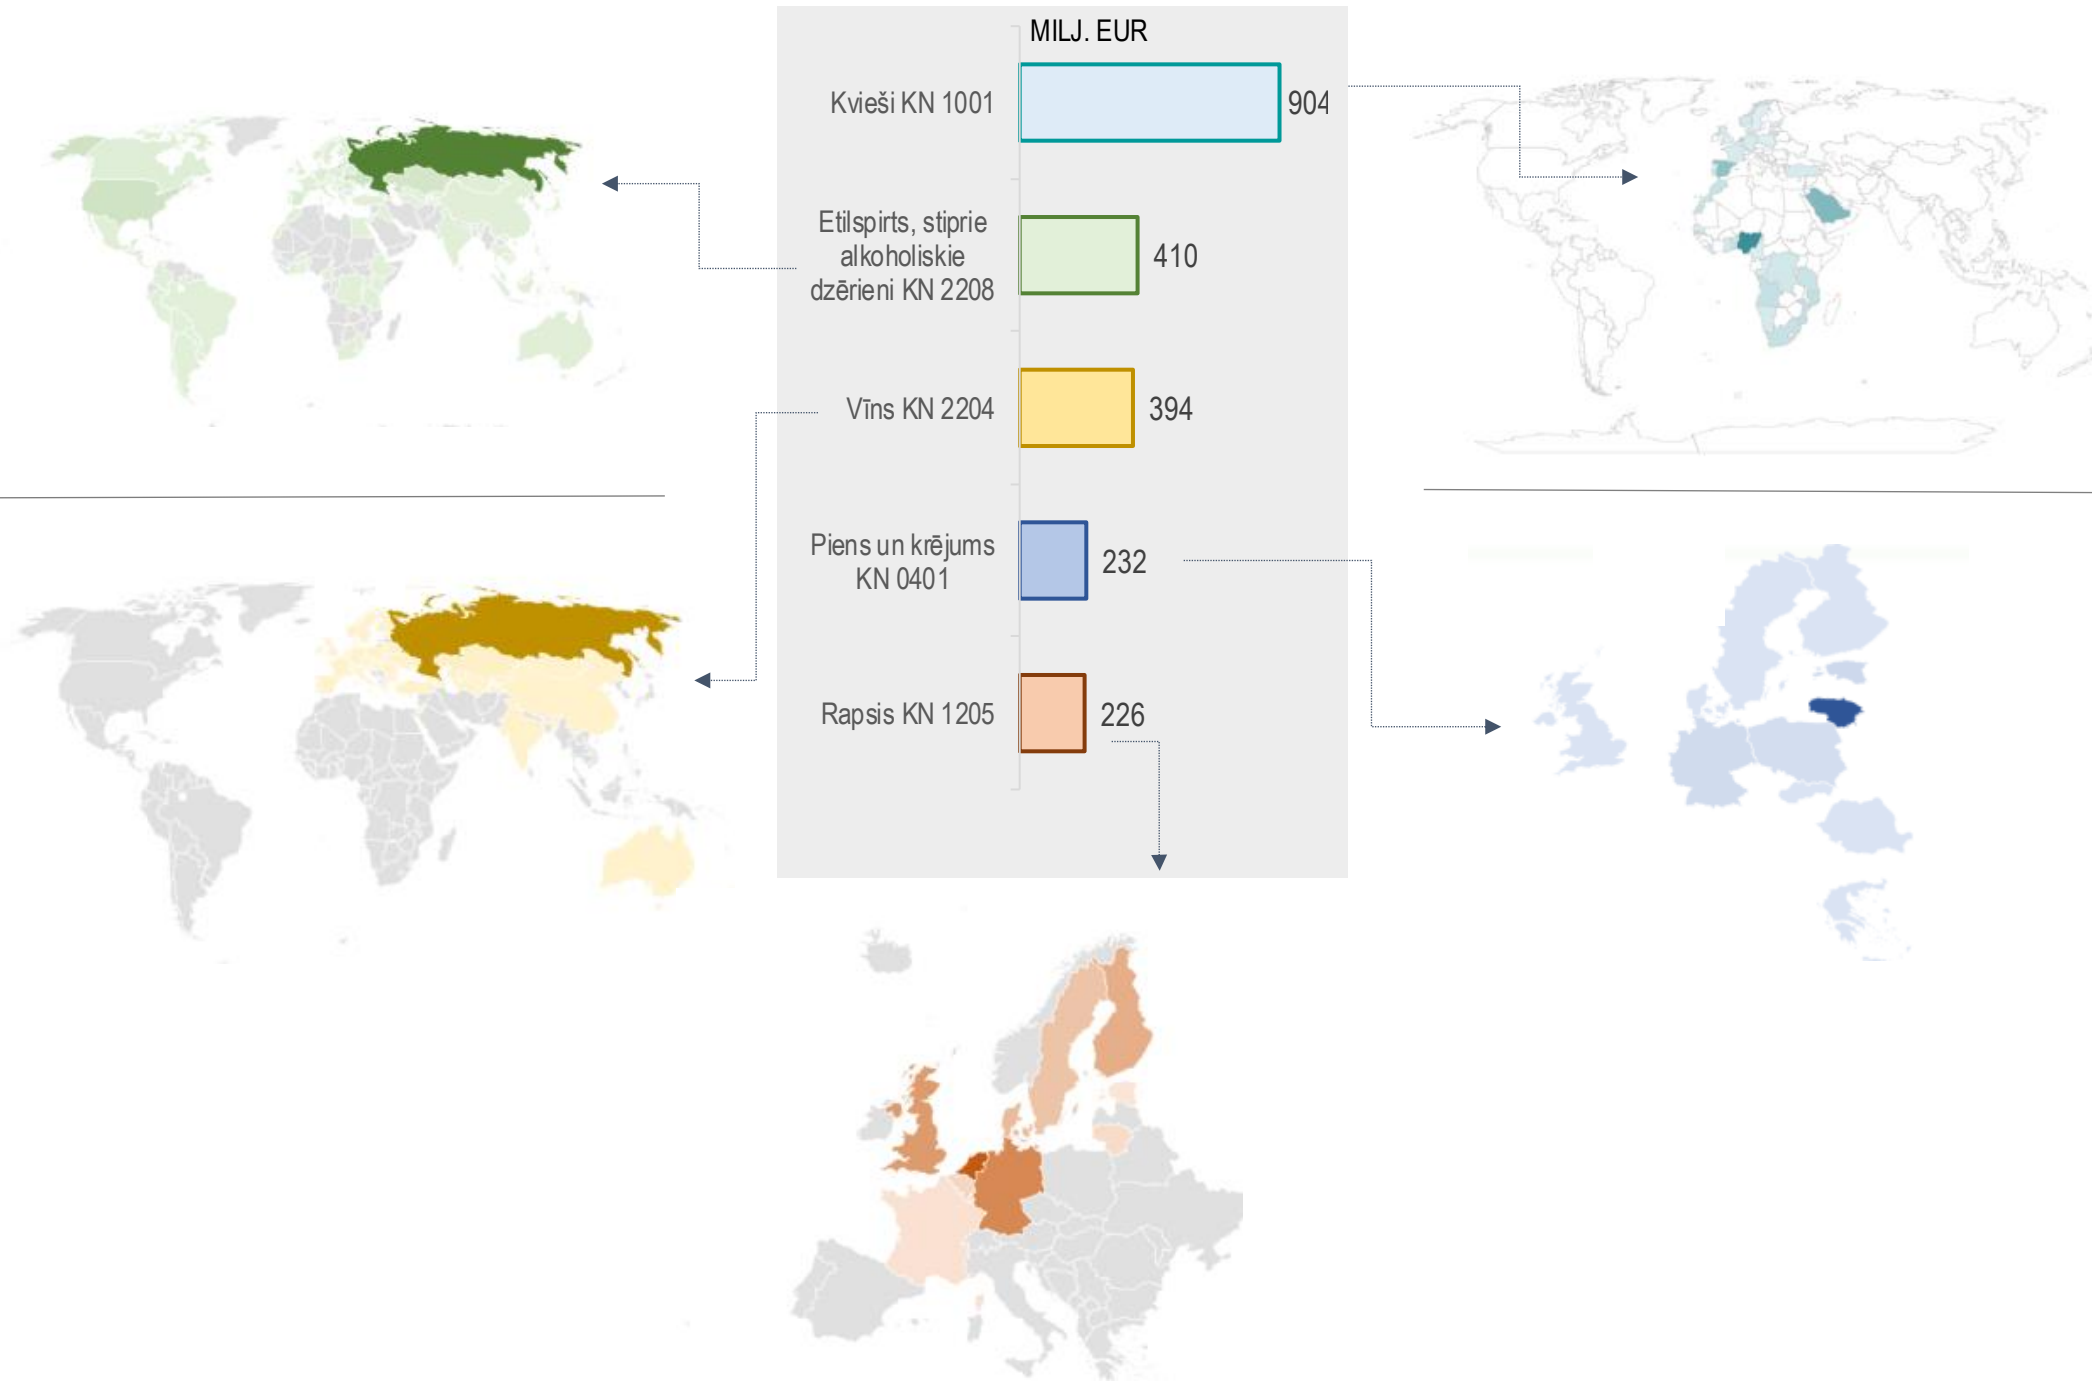 MILJ. EUR
Kvieši KN 1001
904
Etilspirts, stiprie
alkoholiskie
dzērieni KN 2208
410
Vīns KN 2204
394
Piens un krējums
KN 0401
232
Rapsis KN 1205
226